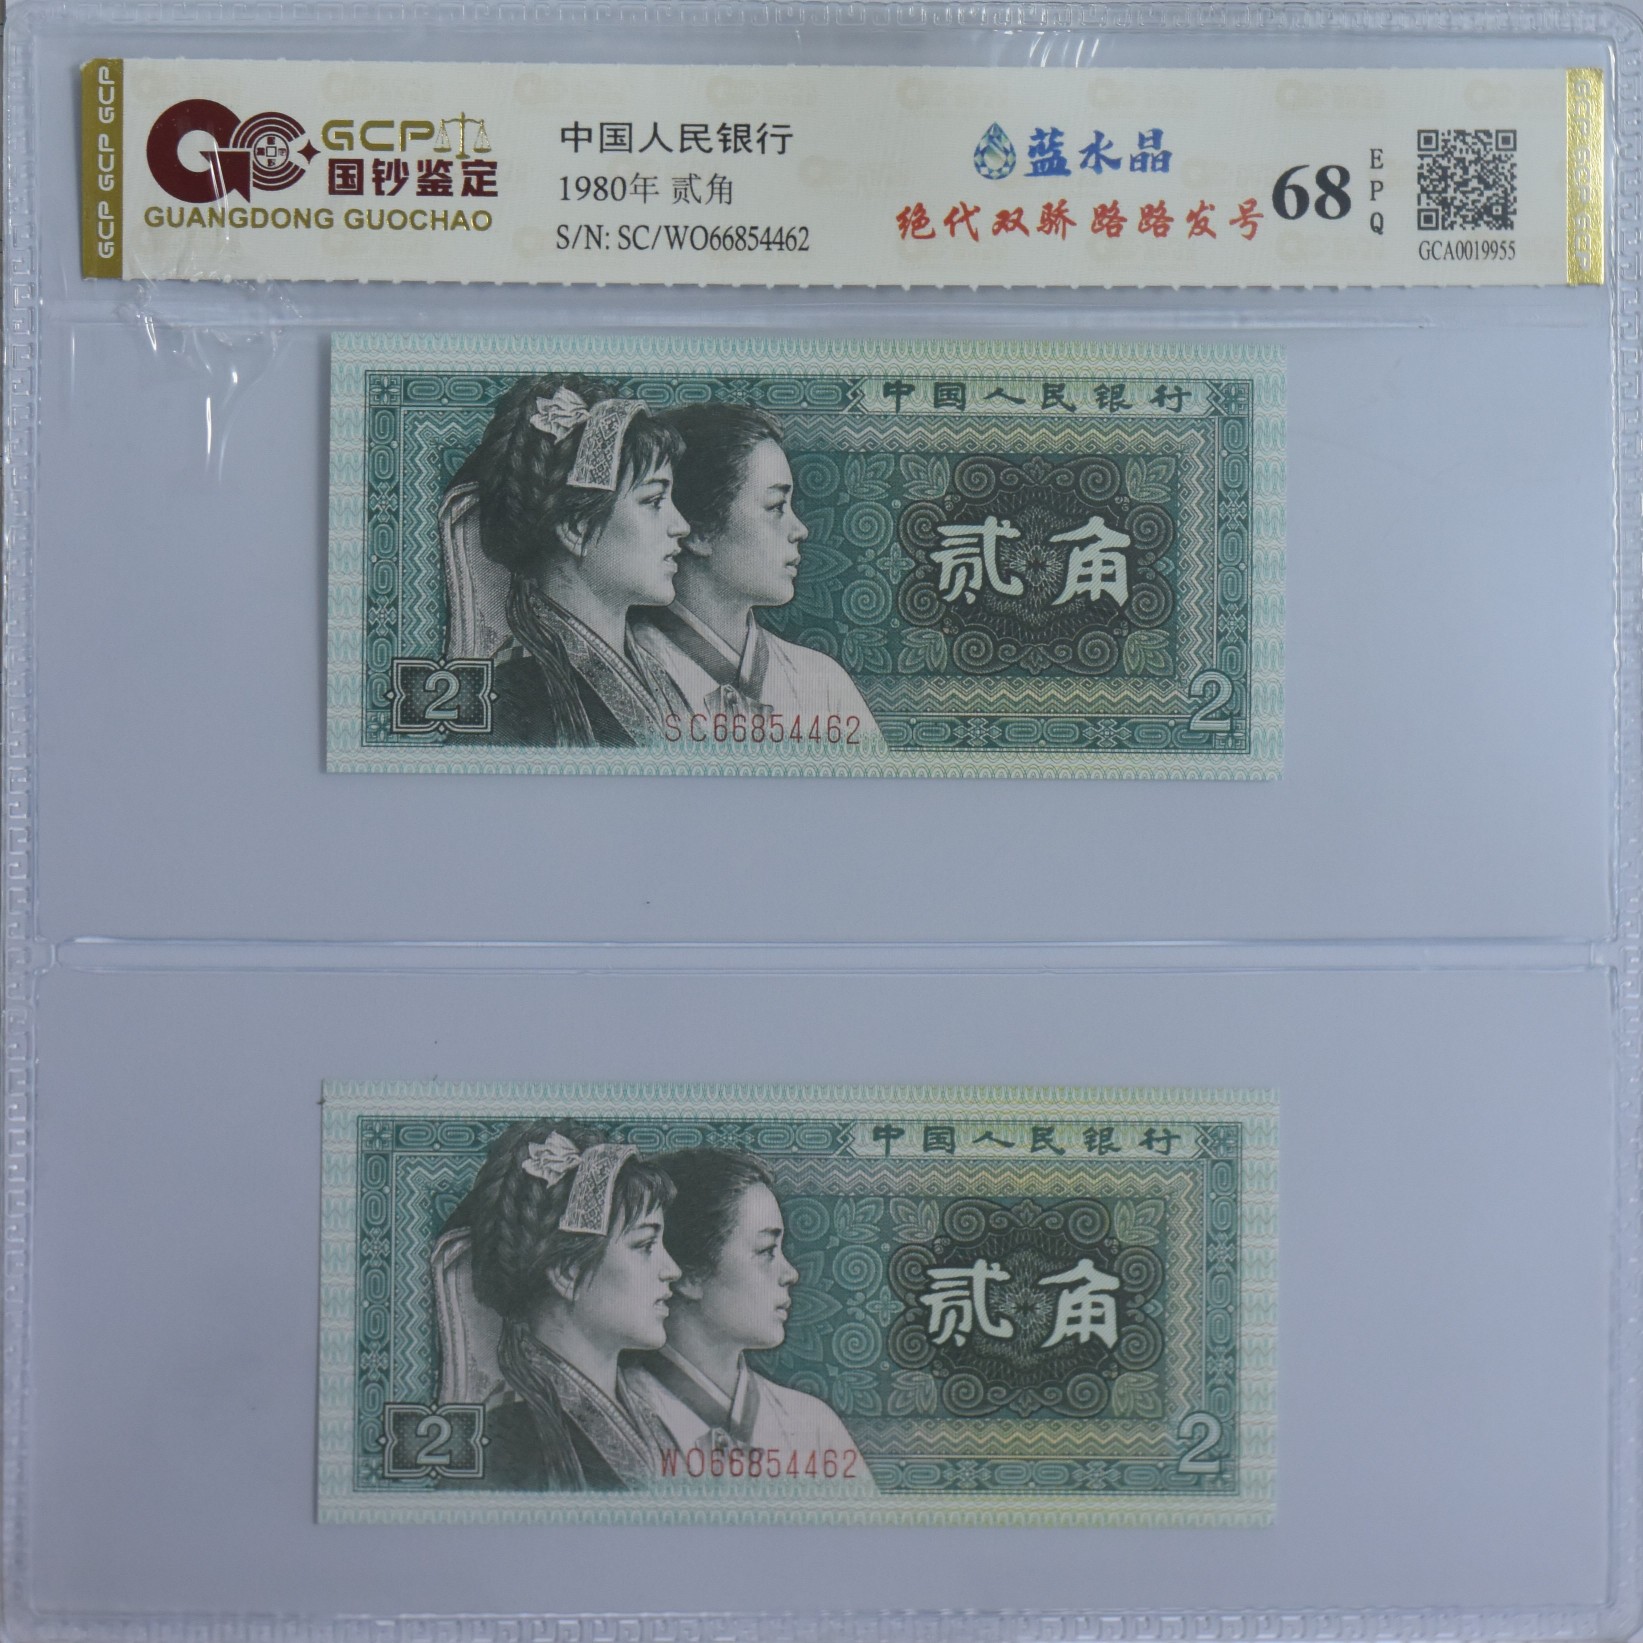 GCP GCP GCP
GCP
国钞鉴定
GUANGDONG GUOCHAO
中国人民银行
1980年 贰角
S/N: SC/WO66854462
蓝水晶
绝代双骄 路路发号
68
EPQ
GCA0019955
GCP GCP GCP
中国人民银行
贰角
2
2
SC66854462
中国人民银行
贰角
2
2
WO66854462